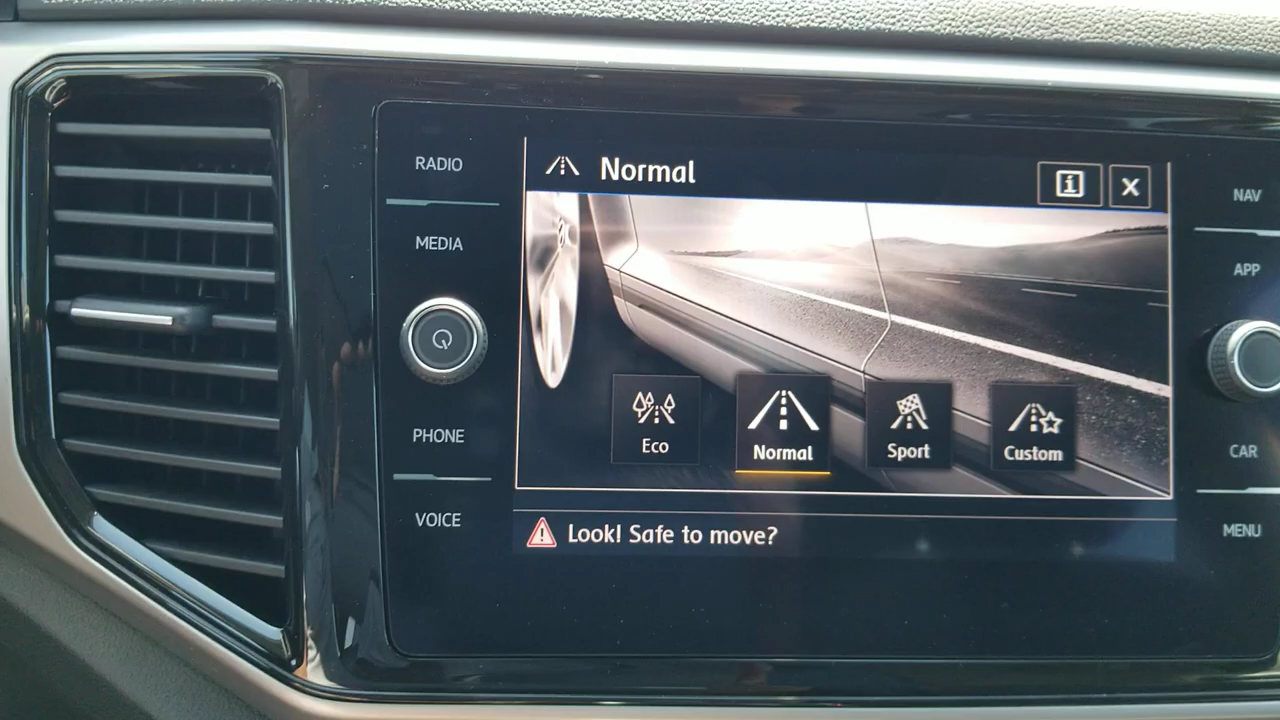 RADIO
MEDIA
PHONE
VOICE
Normal
i
X
Eco
Normal
Sport
Custom
Look! Safe to move?
NAV
APP
CAR
MENU